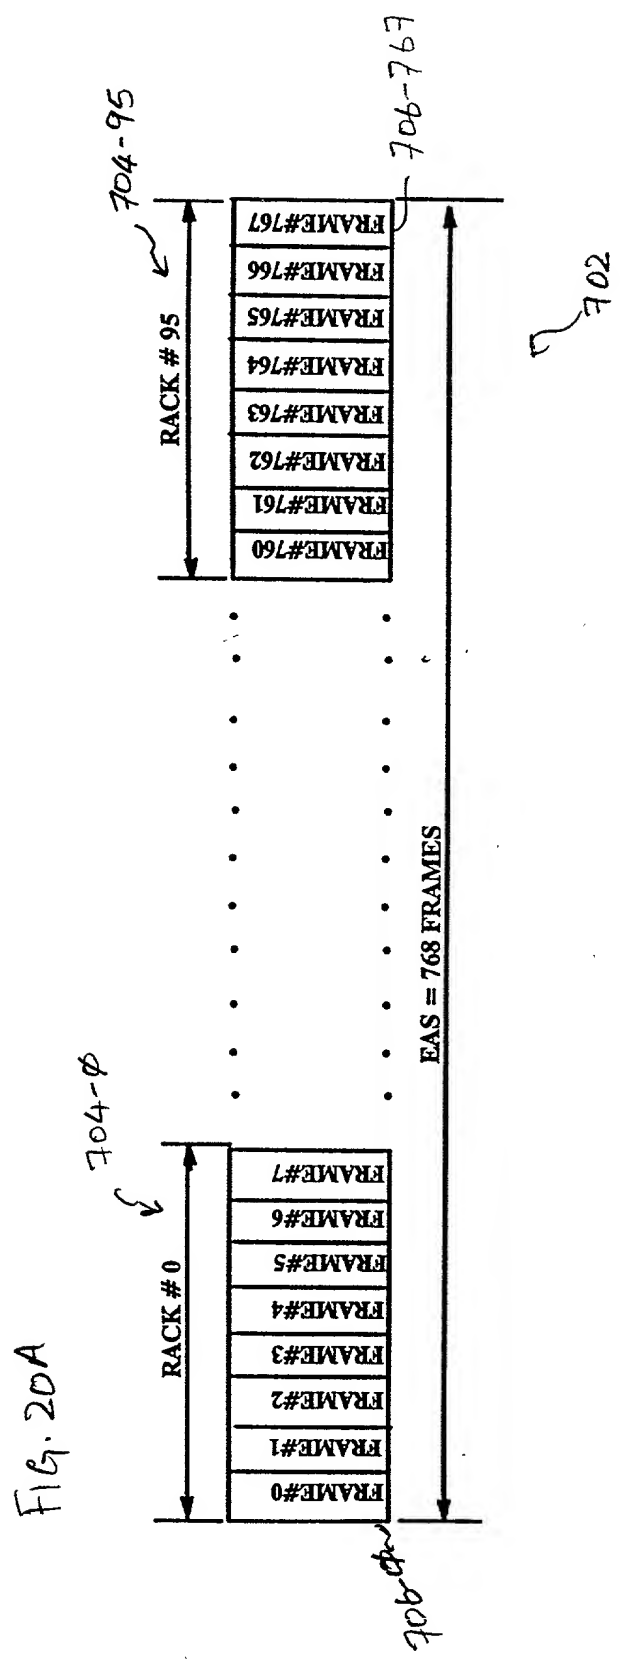 FIG. 20A
704-Ø
704-95
RACK # 0
RACK # 95
FRAME#0
FRAME#1
FRAME#2
FRAME#3
FRAME#4
FRAME#5
FRAME#6
FRAME#7
FRAME#760
FRAME#761
FRAME#762
FRAME#763
FRAME#764
FRAME#765
FRAME#766
FRAME#767
706-Ø
706-767
EAS = 768 FRAMES
702